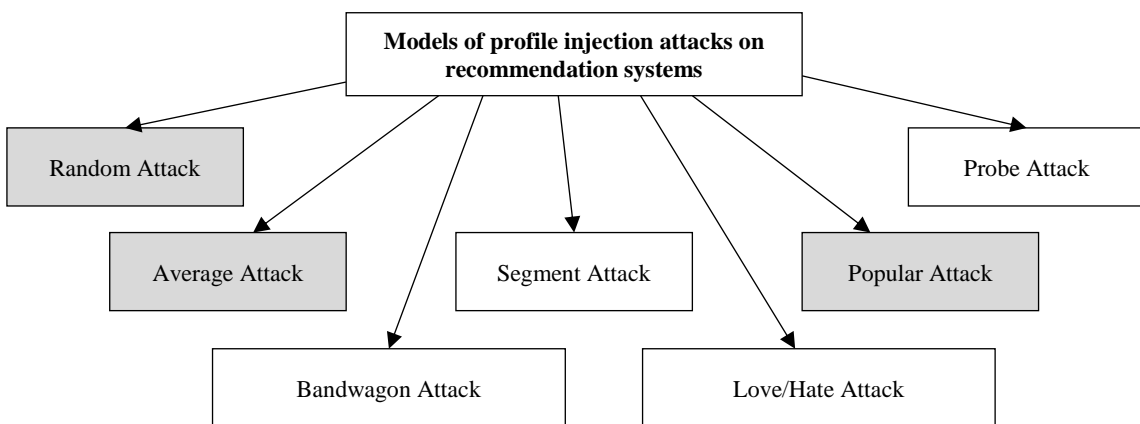 Models of profile injection attacks on
recommendation systems
Random Attack
Probe Attack
Average Attack
Segment Attack
Popular Attack
Bandwagon Attack
Love/Hate Attack